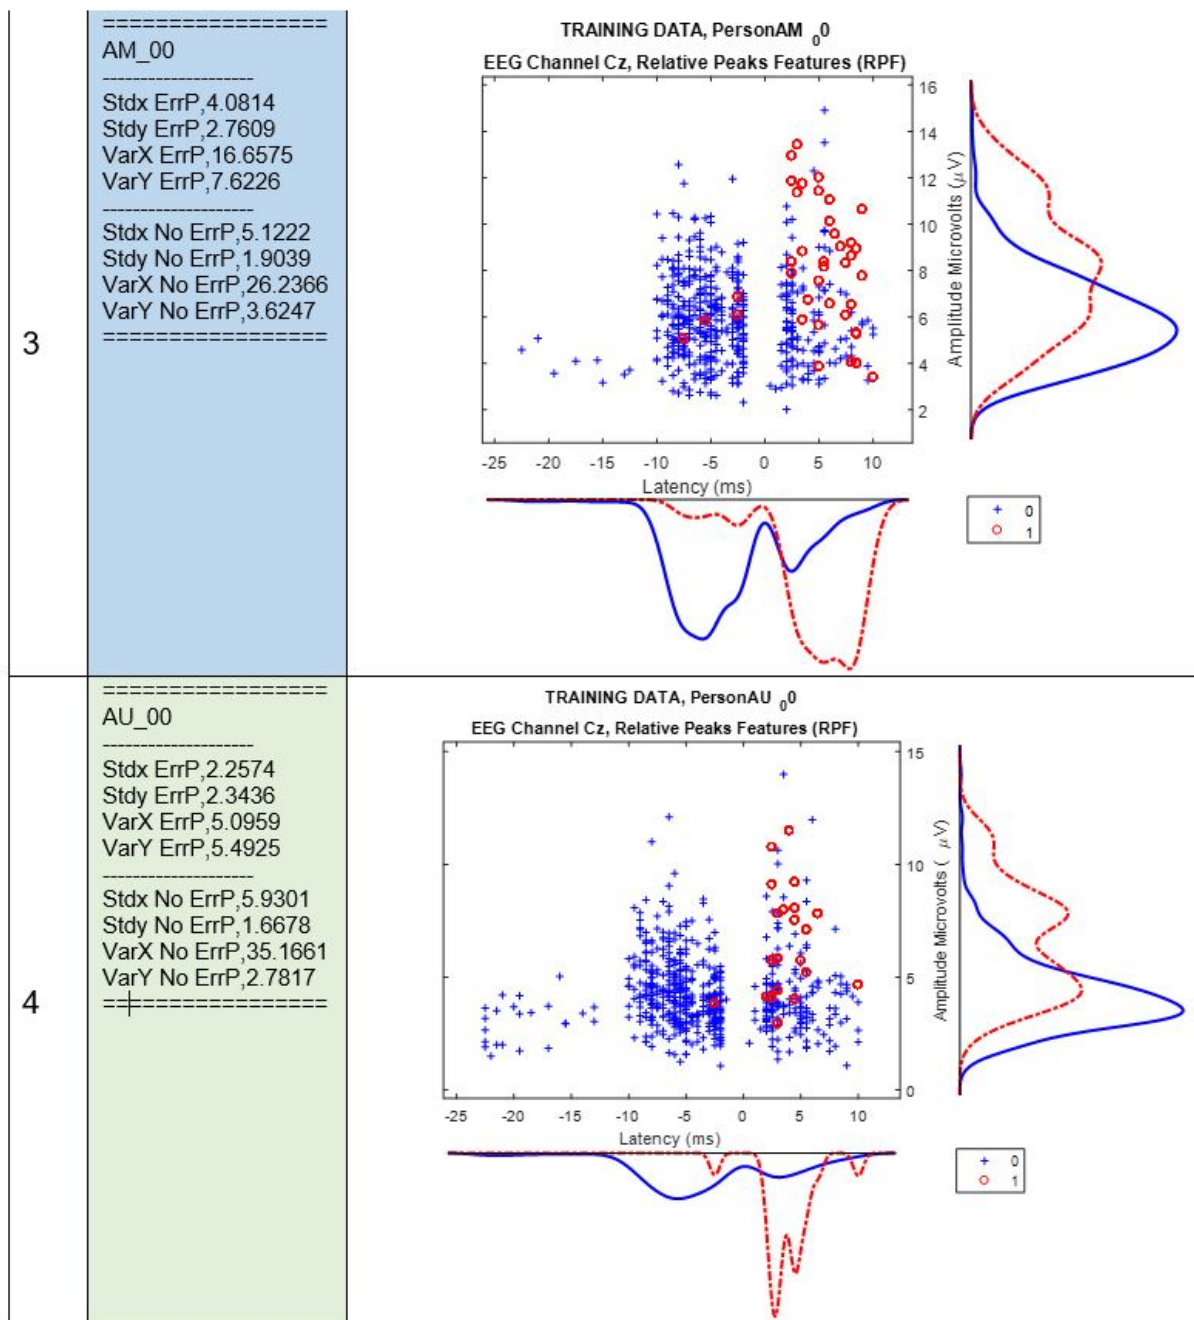 3
==================
AM_00
--------------------
Stdx ErrP,4.0814
Stdy ErrP,2.7609
VarX ErrP,16.6575
VarY ErrP,7.6226
--------------------
Stdx No ErrP,5.1222
Stdy No ErrP,1.9039
VarX No ErrP,26.2366
VarY No ErrP,3.6247
==================
TRAINING DATA, PersonAM 00
EEG Channel Cz, Relative Peaks Features (RPF)
16
14
12
10
8
6
4
2
Amplitude Microvolts (μV)
-25 -20 -15 -10 -5 0 5 10
Latency (ms)
+ 0
o 1
4
==================
AU_00
--------------------
Stdx ErrP,2.2574
Stdy ErrP,2.3436
VarX ErrP,5.0959
VarY ErrP,5.4925
--------------------
Stdx No ErrP,5.9301
Stdy No ErrP,1.6678
VarX No ErrP,35.1661
VarY No ErrP,2.7817
==================
TRAINING DATA, PersonAU 00
EEG Channel Cz, Relative Peaks Features (RPF)
15
10
5
0
Amplitude Microvolts ( μV)
-25 -20 -15 -10 -5 0 5 10
Latency (ms)
+ 0
o 1